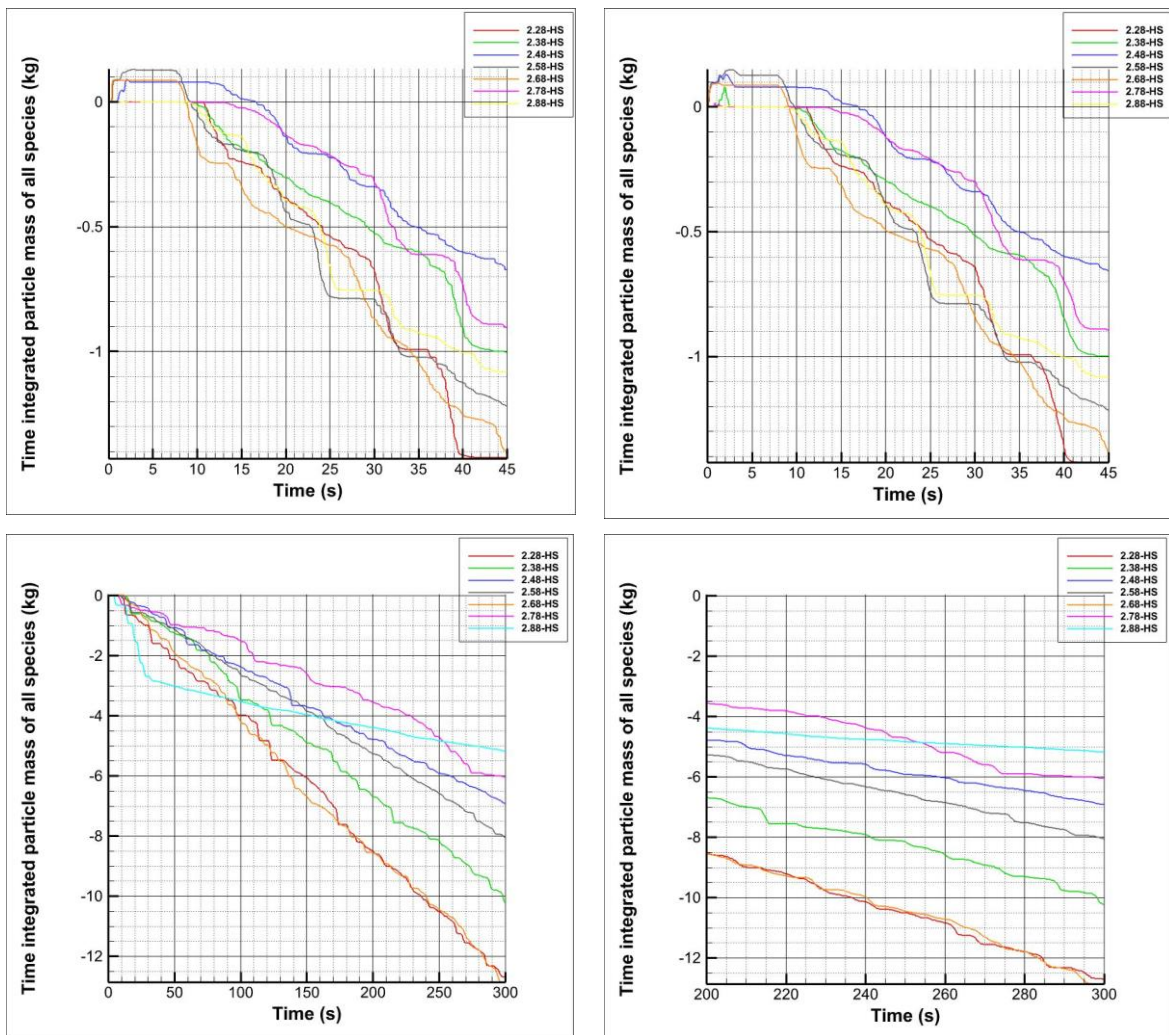 2.28-HS
2.38-HS
2.48-HS
2.58-HS
2.68-HS
2.78-HS
2.88-HS
Time integrated particle mass of all species (kg)
0
-0.5
-1
0 5 10 15 20 25 30 35 40 45
Time (s)
2.28-HS
2.38-HS
2.48-HS
2.58-HS
2.68-HS
2.78-HS
2.88-HS
Time integrated particle mass of all species (kg)
0
-0.5
-1
0 5 10 15 20 25 30 35 40 45
Time (s)
2.28-HS
2.38-HS
2.48-HS
2.58-HS
2.68-HS
2.78-HS
2.88-HS
Time integrated particle mass of all species (kg)
0
-2
-4
-6
-8
-10
-12
0 50 100 150 200 250 300
Time (s)
2.28-HS
2.38-HS
2.48-HS
2.58-HS
2.68-HS
2.78-HS
2.88-HS
Time integrated particle mass of all species (kg)
0
-2
-4
-6
-8
-10
-12
200 220 240 260 280 300
Time (s)